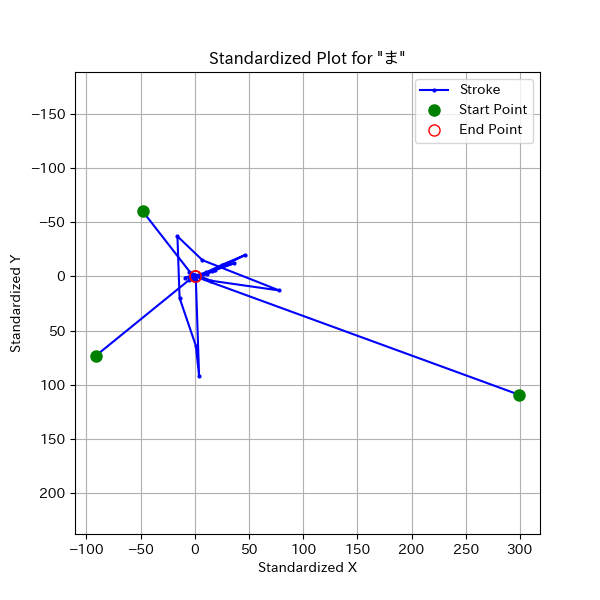 Standardized Plot for "ま"
Stroke
Start Point
End Point
Standardized Y
−150
−100
−50
0
50
100
150
200
−100 −50 0 50 100 150 200 250 300
Standardized X